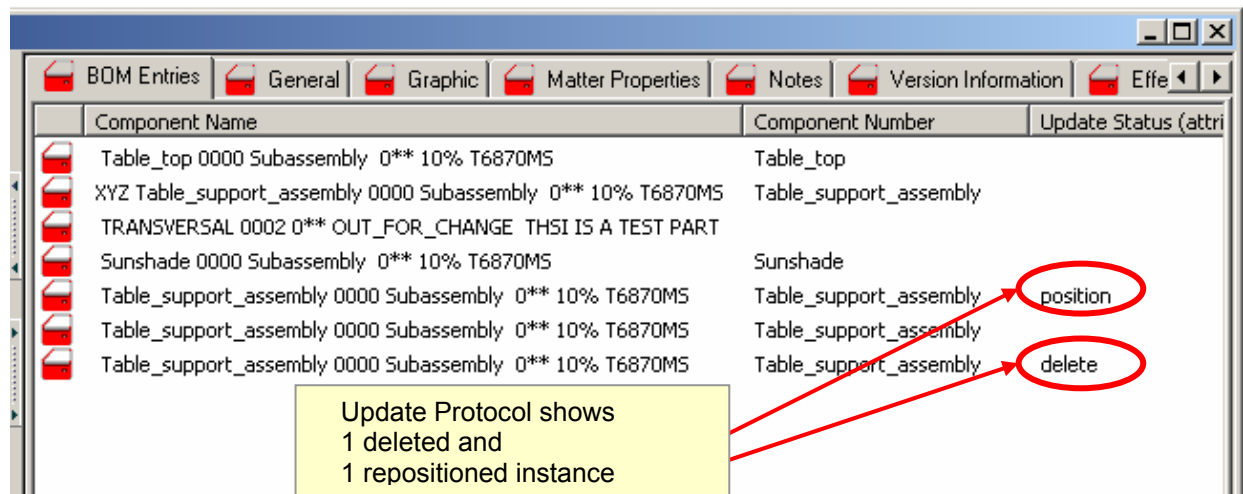 BOM Entries General Graphic Matter Properties Notes Version Information Effe
Component Name Component Number Update Status (attri
Table_top 0000 Subassembly 0** 10% T6870MS Table_top
XYZ Table_support_assembly 0000 Subassembly 0** 10% T6870MS Table_support_assembly
TRANSVERSAL 0002 0** OUT_FOR_CHANGE THSI IS A TEST PART
Sunshade 0000 Subassembly 0** 10% T6870MS Sunshade
Table_support_assembly 0000 Subassembly 0** 10% T6870MS Table_support_assembly position
Table_support_assembly 0000 Subassembly 0** 10% T6870MS Table_support_assembly
Table_support_assembly 0000 Subassembly 0** 10% T6870MS Table_support_assembly delete
Update Protocol shows
1 deleted and
1 repositioned instance